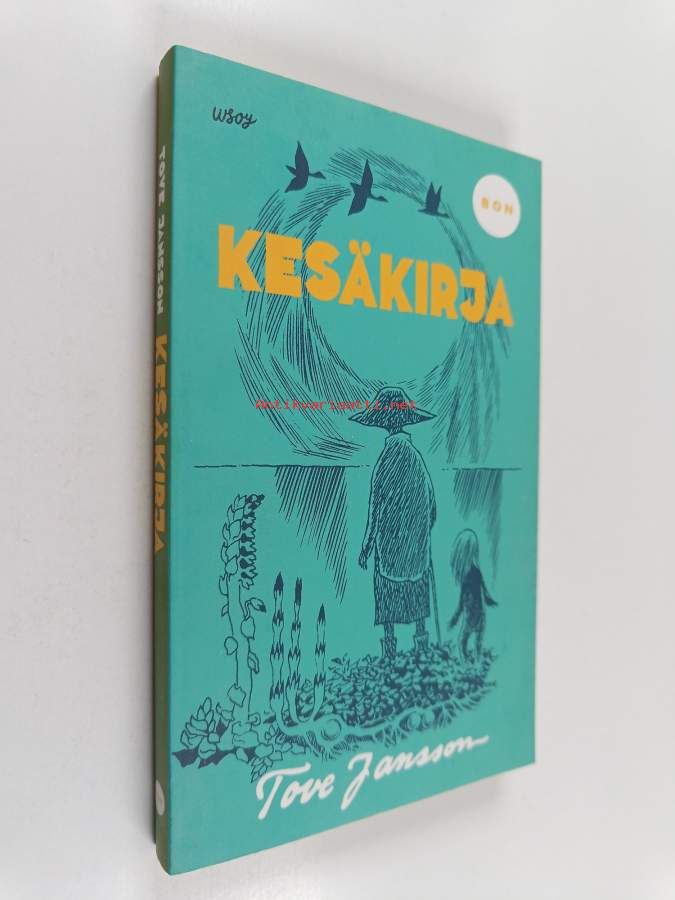 wsoy
BON
KESÄKIRJA
Antikvariaatti.net
Tove Jansson
TOVE JANSSON KESÄKIRJA